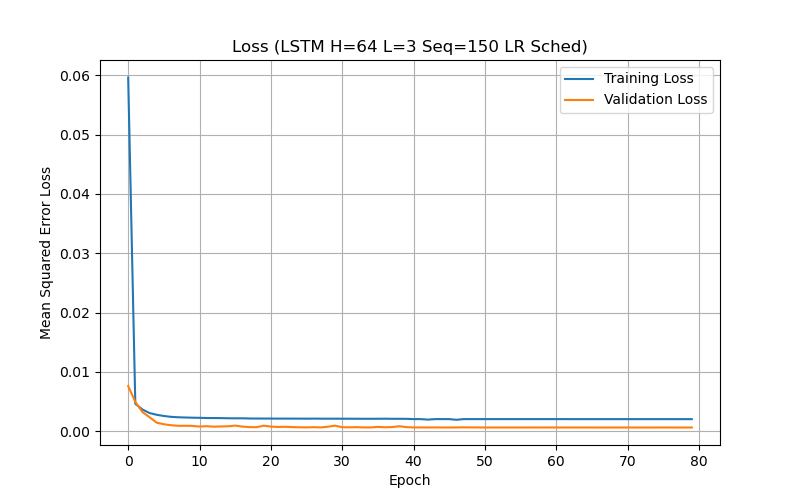 Loss (LSTM H=64 L=3 Seq=150 LR Sched)
Training Loss
Validation Loss
Mean Squared Error Loss
0.06
0.05
0.04
0.03
0.02
0.01
0.00
0 10 20 30 40 50 60 70 80
Epoch